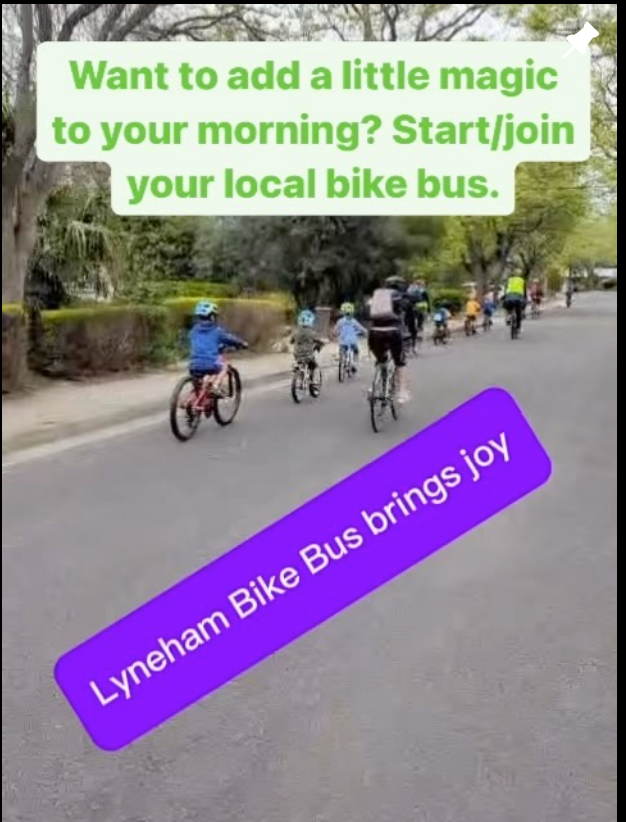 Want to add a little magic
to your morning? Start/join
your local bike bus.
Lyneham Bike Bus brings joy